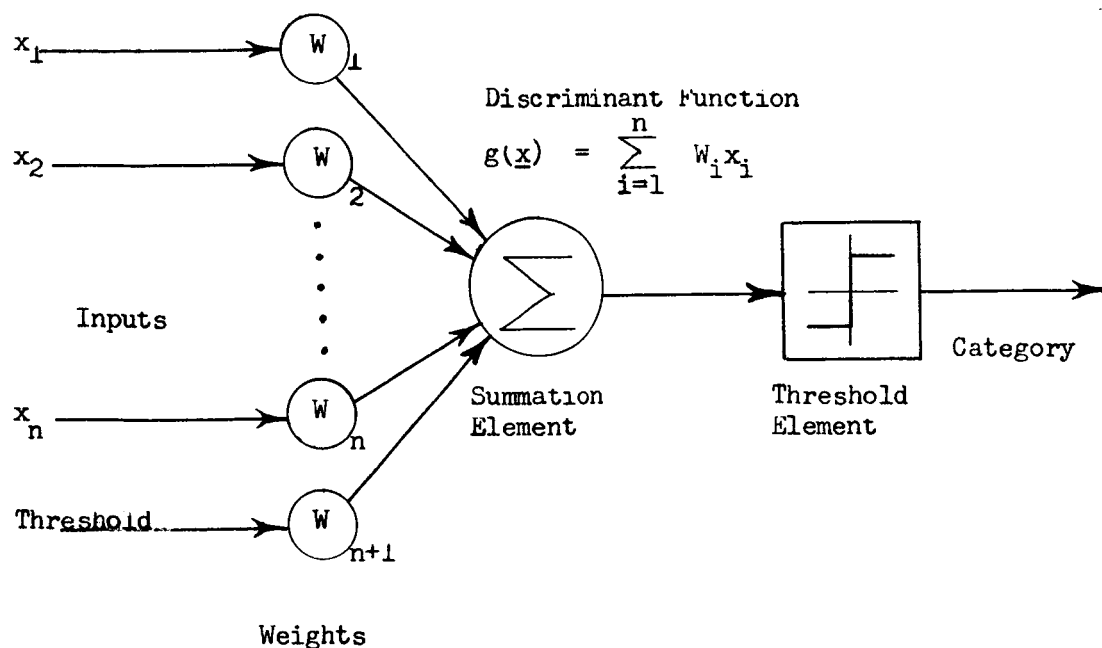 x₁
W₁
Discriminant Function
g(x) = ∑ᵢ₌₁ⁿ Wᵢxᵢ
x₂
W₂
Inputs
∑
Category
xₙ
Wₙ
Summation
Element
Threshold
Element
Threshold
Wₙ₊₁
Weights